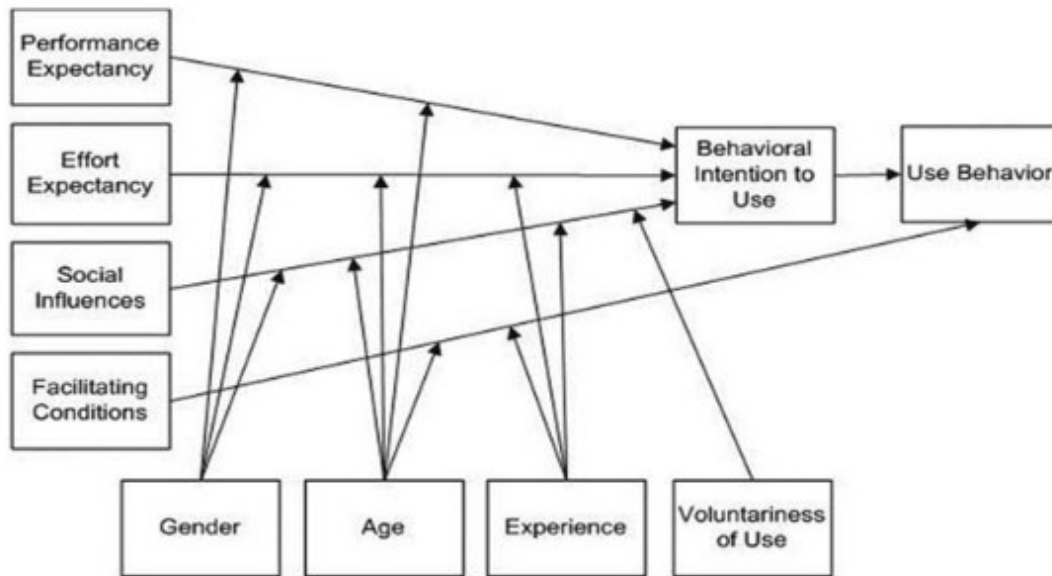 Performance
Expectancy
Effort
Expectancy
Social
Influences
Facilitating
Conditions
Behavioral
Intention to
Use
Use Behavior
Gender
Age
Experience
Voluntariness
of Use